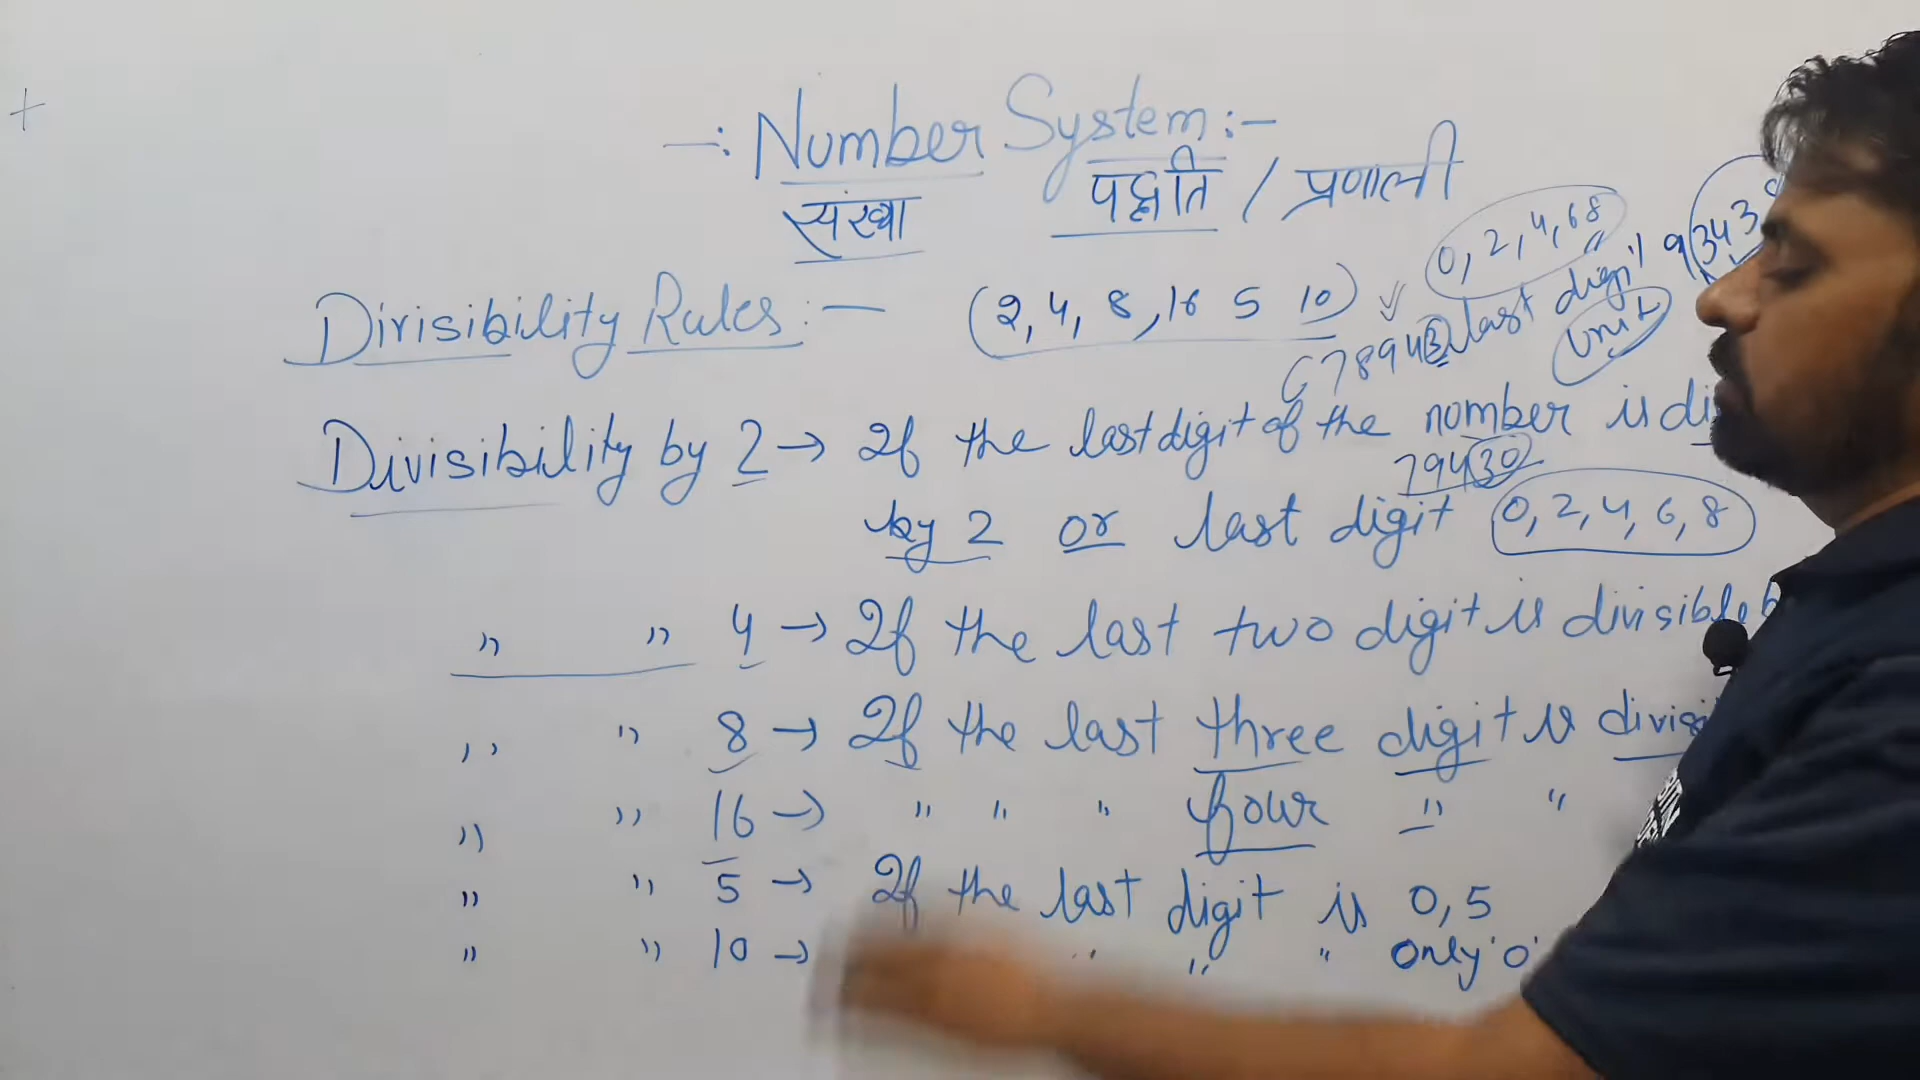 -: Number System :-
संख्या पद्धति / प्रणाली
Divisibility Rules :- (2, 4, 8, 16 5 10)
0, 2, 4, 6 8
last digit
unit
9343
678943
Divisibility by 2 → If the last digit of the number is di
79430
by 2 or last digit 0, 2, 4, 6, 8
" " 4 → If the last two digit is divisible b
" " 8 → If the last three digit is divisi
" " 16 → " " " four " "
" " 5 → If the last digit is 0, 5
" " 10 → " " " only '0'